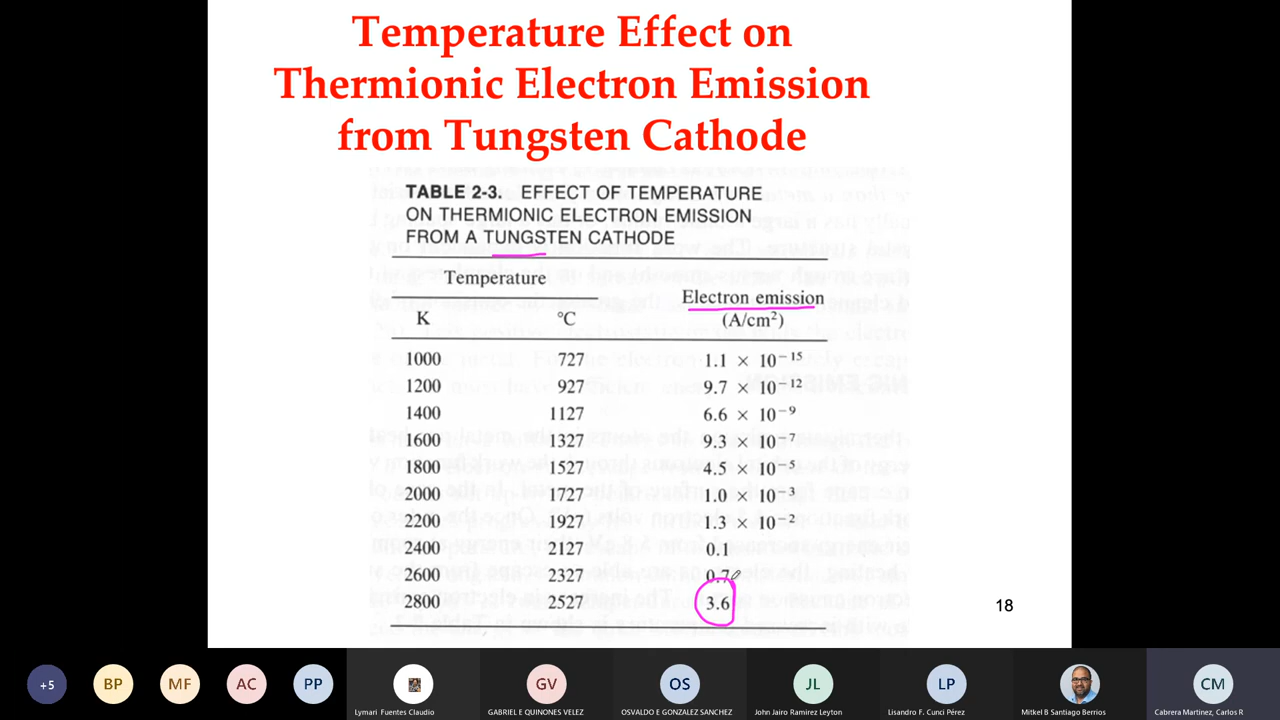 Temperature Effect on
Thermionic Electron Emission
from Tungsten Cathode
TABLE 2-3. EFFECT OF TEMPERATURE
ON THERMIONIC ELECTRON EMISSION
FROM A TUNGSTEN CATHODE
Temperature
Electron emission
K °C (A/cm²)
1000 727 1.1 × 10⁻¹⁵
1200 927 9.7 × 10⁻¹²
1400 1127 6.6 × 10⁻⁹
1600 1327 9.3 × 10⁻⁷
1800 1527 4.5 × 10⁻⁵
2000 1727 1.0 × 10⁻³
2200 1927 1.3 × 10⁻²
2400 2127 0.1
2600 2327 0.7
2800 2527 3.6
18
+5 BP MF AC PP GV OS JL LP CM
Lymari Fuentes Claudio GABRIEL E QUINONES VELEZ OSVALDO E GONZALEZ SANCHEZ John Jairo Ramirez Leyton Lisandro F. Cunci Pérez Mitkel B Santiago Berrios Cabrera Martinez, Carlos R